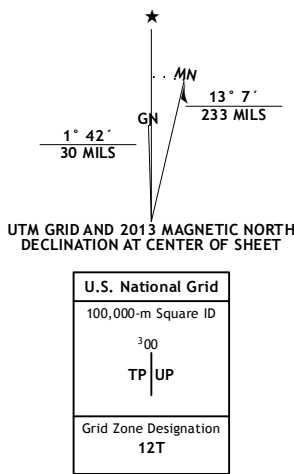 ★
MN
GN
13° 7´
233 MILS
1° 42´
30 MILS
UTM GRID AND 2013 MAGNETIC NORTH
DECLINATION AT CENTER OF SHEET
U.S. National Grid
100,000-m Square ID
³00
TP UP
Grid Zone Designation
12T